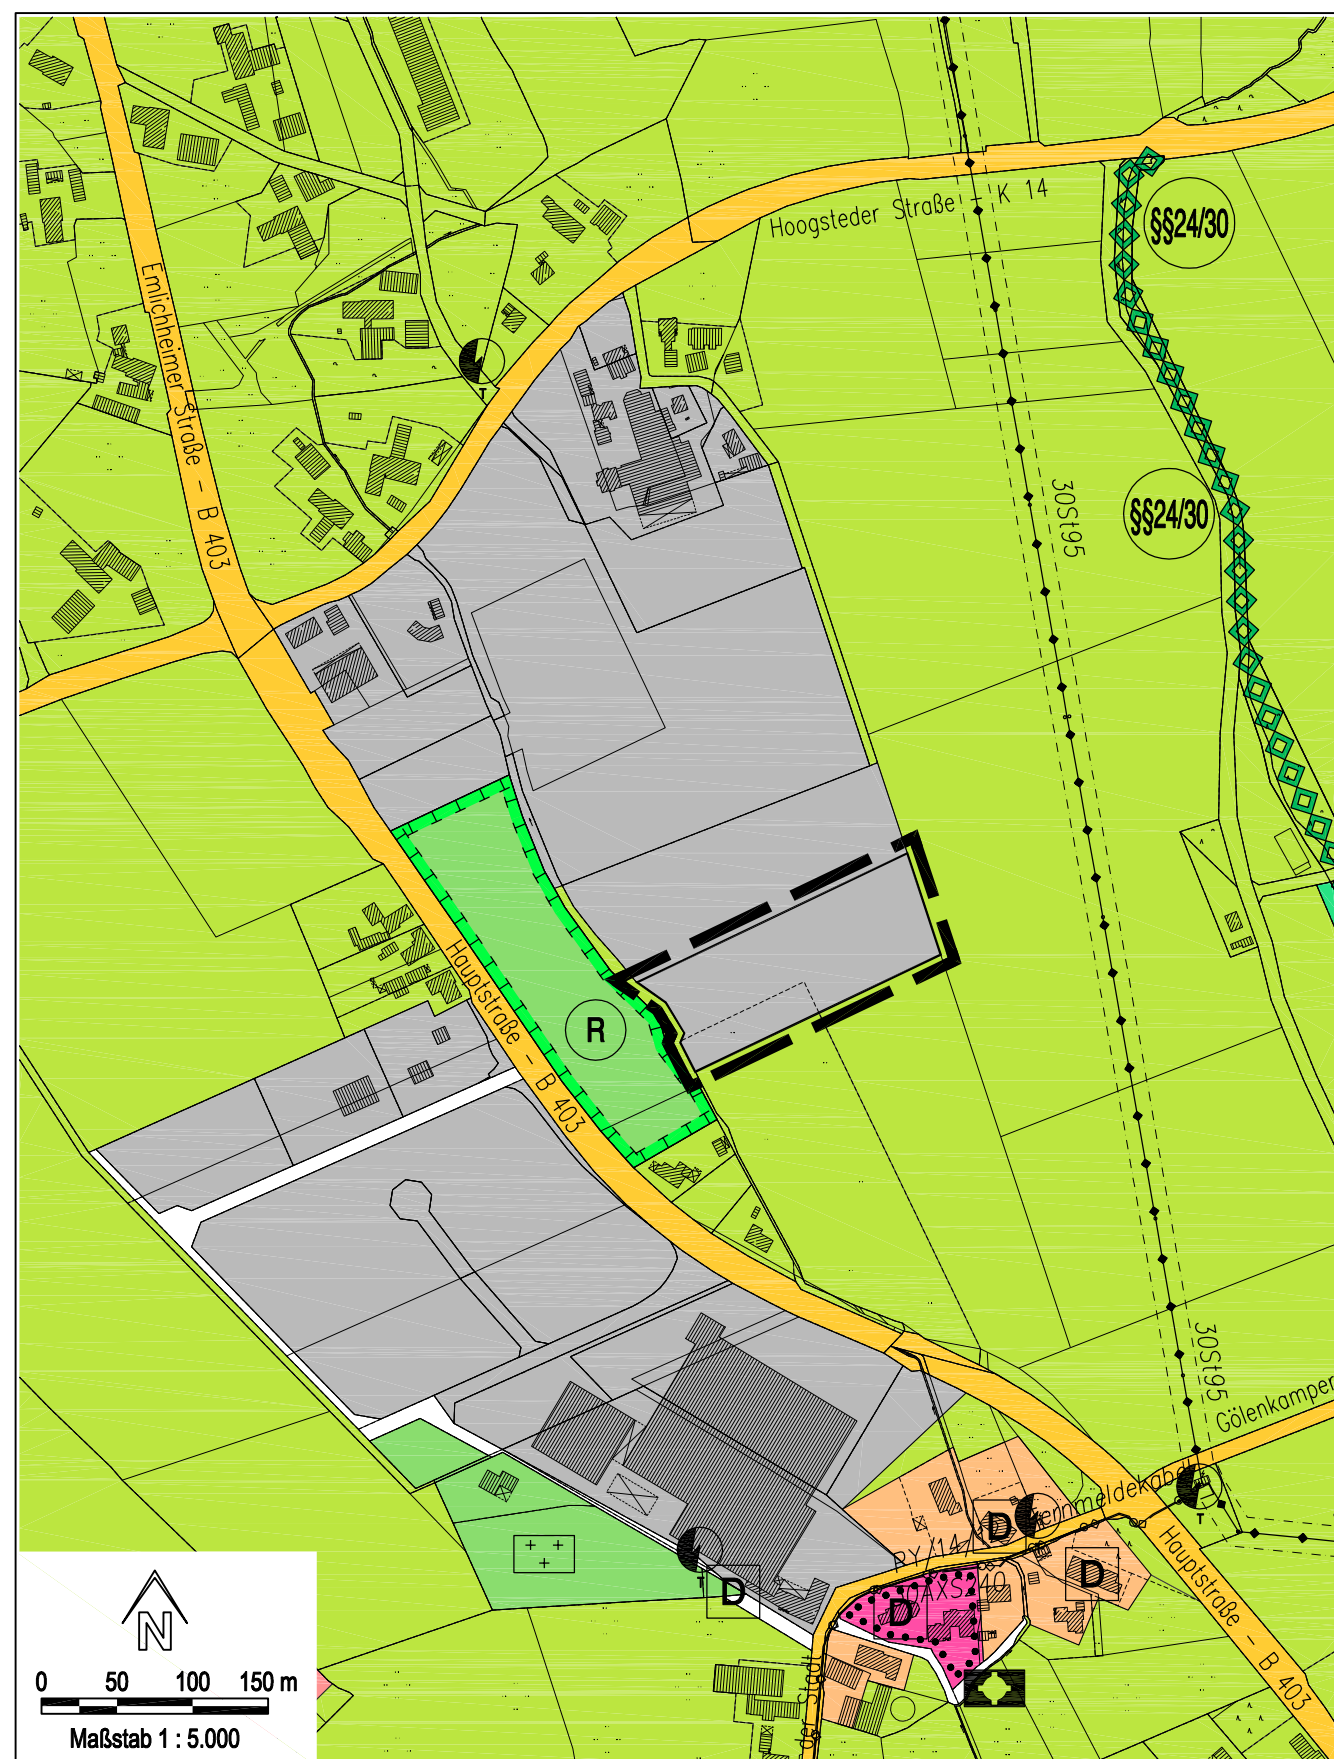 Hoogsteder Straße - K 14
§§24/30
Emlichheimer Straße - B 403
T
30St95
§§24/30
Hauptstraße - B 403
R
30St95
Gölenkamper
Fernmeldekabel
T
D
D
T
D
D
Hauptstraße - B 403
N
0 50 100 150 m
Maßstab 1 : 5.000